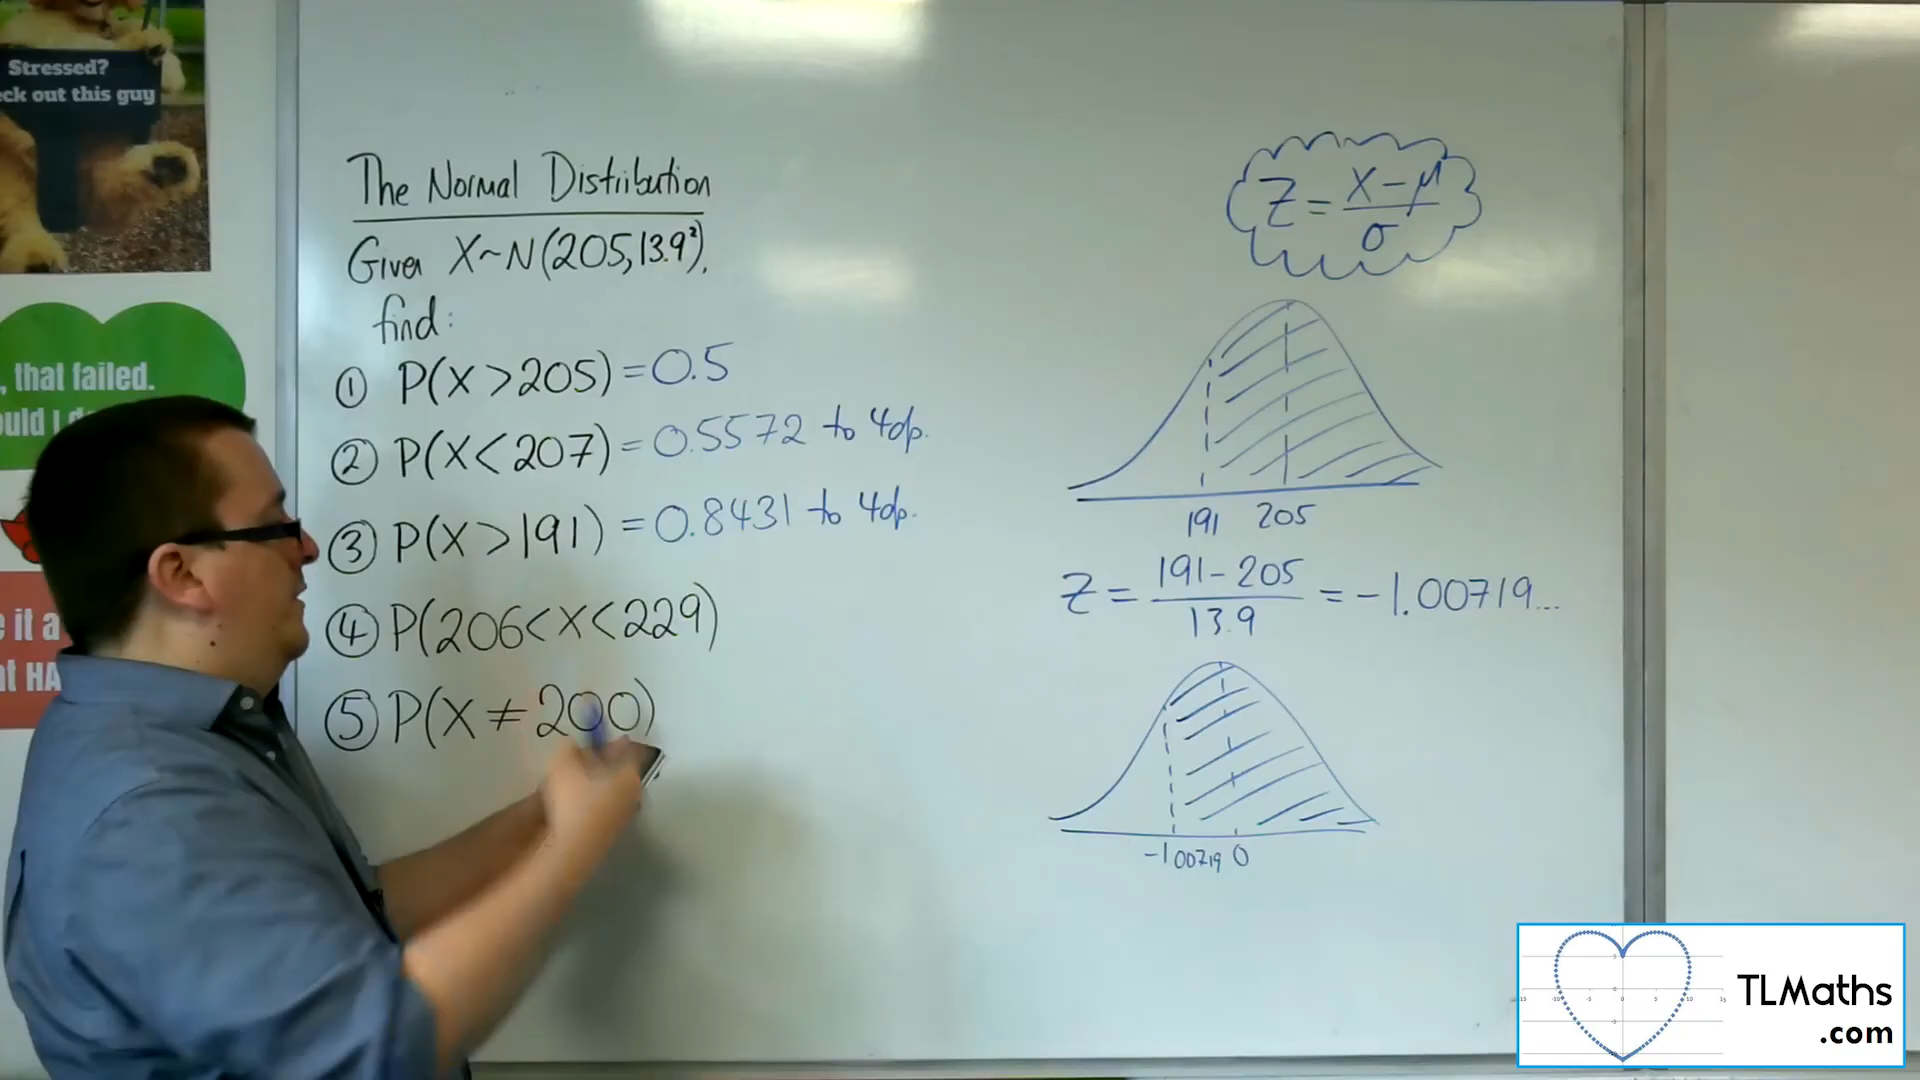 Stressed?
ck out this guy
, that failed.
ould I d
e it a
t HA
The Normal Distribution
Given X~N(205,13.9²),
find:
① P(X>205) = 0.5
② P(X<207) = 0.5572 to 4dp.
③ P(X>191) = 0.8431 to 4dp.
④ P(206<X<229)
⑤ P(X≠200)
Z = X-μ / σ
191 205
Z = 191-205 / 13.9 = -1.00719...
-1.00719 0
TLMaths
.com